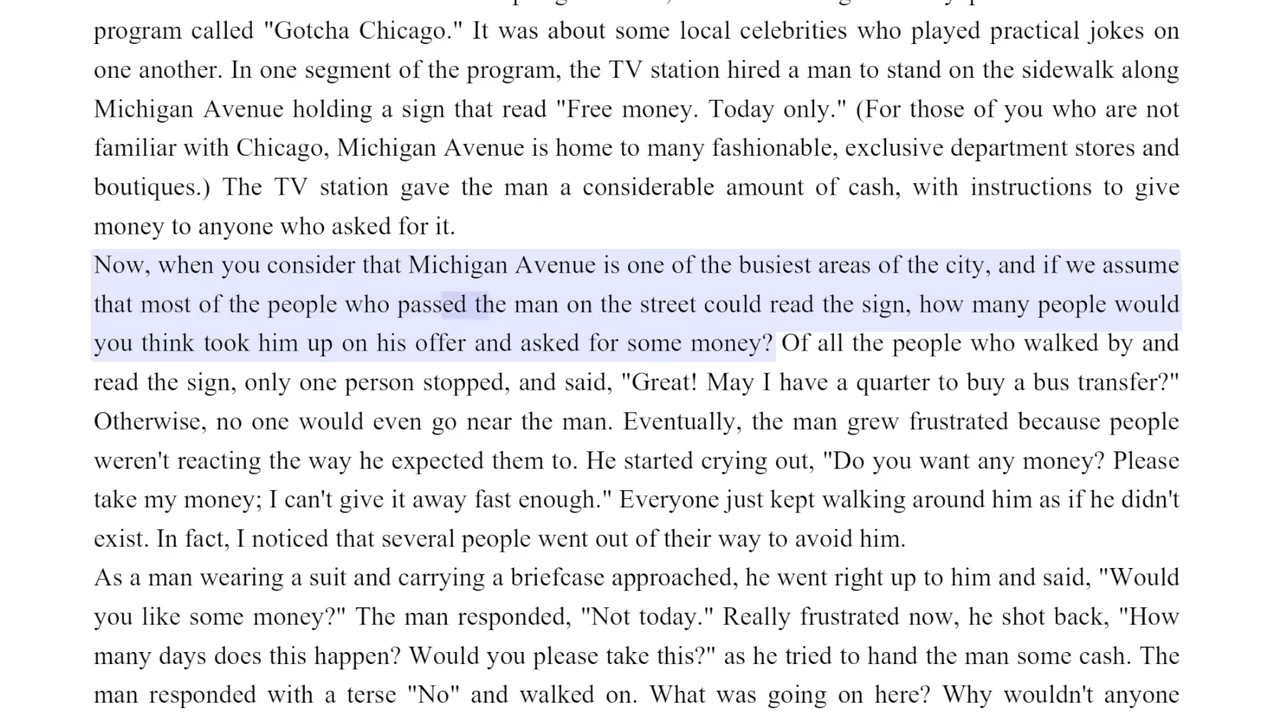 program called "Gotcha Chicago." It was about some local celebrities who played practical jokes on
one another. In one segment of the program, the TV station hired a man to stand on the sidewalk along
Michigan Avenue holding a sign that read "Free money. Today only." (For those of you who are not
familiar with Chicago, Michigan Avenue is home to many fashionable, exclusive department stores and
boutiques.) The TV station gave the man a considerable amount of cash, with instructions to give
money to anyone who asked for it.
Now, when you consider that Michigan Avenue is one of the busiest areas of the city, and if we assume
that most of the people who passed the man on the street could read the sign, how many people would
you think took him up on his offer and asked for some money? Of all the people who walked by and
read the sign, only one person stopped, and said, "Great! May I have a quarter to buy a bus transfer?"
Otherwise, no one would even go near the man. Eventually, the man grew frustrated because people
weren't reacting the way he expected them to. He started crying out, "Do you want any money? Please
take my money; I can't give it away fast enough." Everyone just kept walking around him as if he didn't
exist. In fact, I noticed that several people went out of their way to avoid him.
As a man wearing a suit and carrying a briefcase approached, he went right up to him and said, "Would
you like some money?" The man responded, "Not today." Really frustrated now, he shot back, "How
many days does this happen? Would you please take this?" as he tried to hand the man some cash. The
man responded with a terse "No" and walked on. What was going on here? Why wouldn't anyone